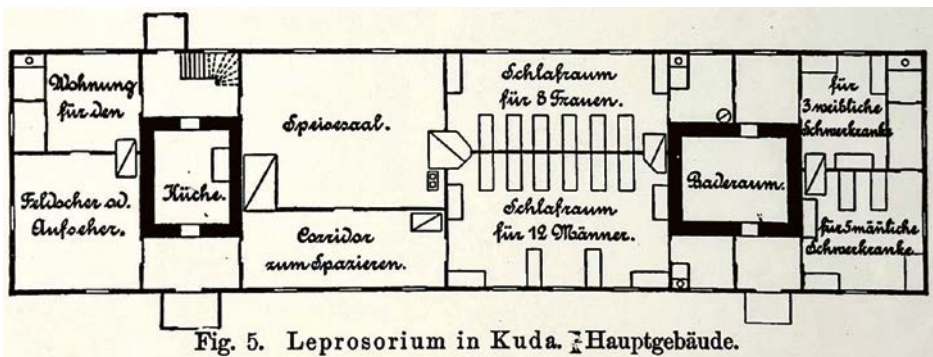 Wohnung
für den
Feldscher od.
Aufseher.
Küche.
Speisesaal.
Corridor
zum Spazieren.
Schlafraum
für 8 Frauen.
Schlafraum
für 12 Männer.
Baderaum.
für
3 weibliche
Schwerkranke
für 5 mänliche
Schwerkranke.
Fig. 5. Leprosorium in Kuda. Hauptgebäude.